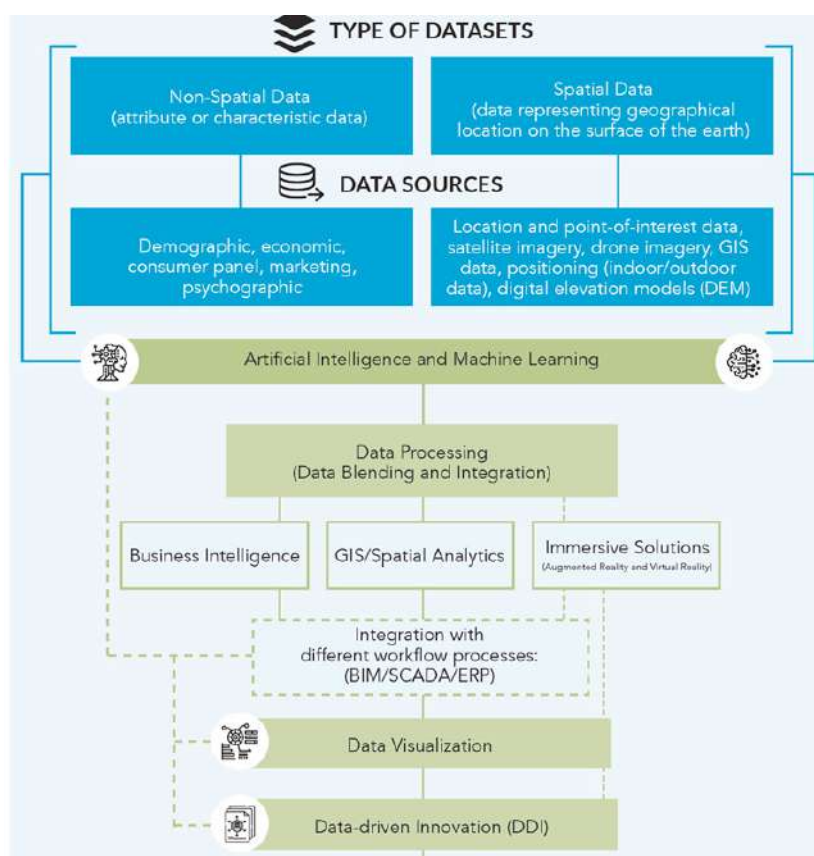 TYPE OF DATASETS
Non-Spatial Data
(attribute or characteristic data)
Spatial Data
(data representing geographical
location on the surface of the earth)
DATA SOURCES
Demographic, economic,
consumer panel, marketing,
psychographic
Location and point-of-interest data,
satellite imagery, drone imagery, GIS
data, positioning (indoor/outdoor
data), digital elevation models (DEM)
Artificial Intelligence and Machine Learning
Data Processing
(Data Blending and Integration)
Business Intelligence
GIS/Spatial Analytics
Immersive Solutions
(Augmented Reality and Virtual Reality)
Integration with
different workflow processes:
(BIM/SCADA/ERP)
Data Visualization
Data-driven Innovation (DDI)